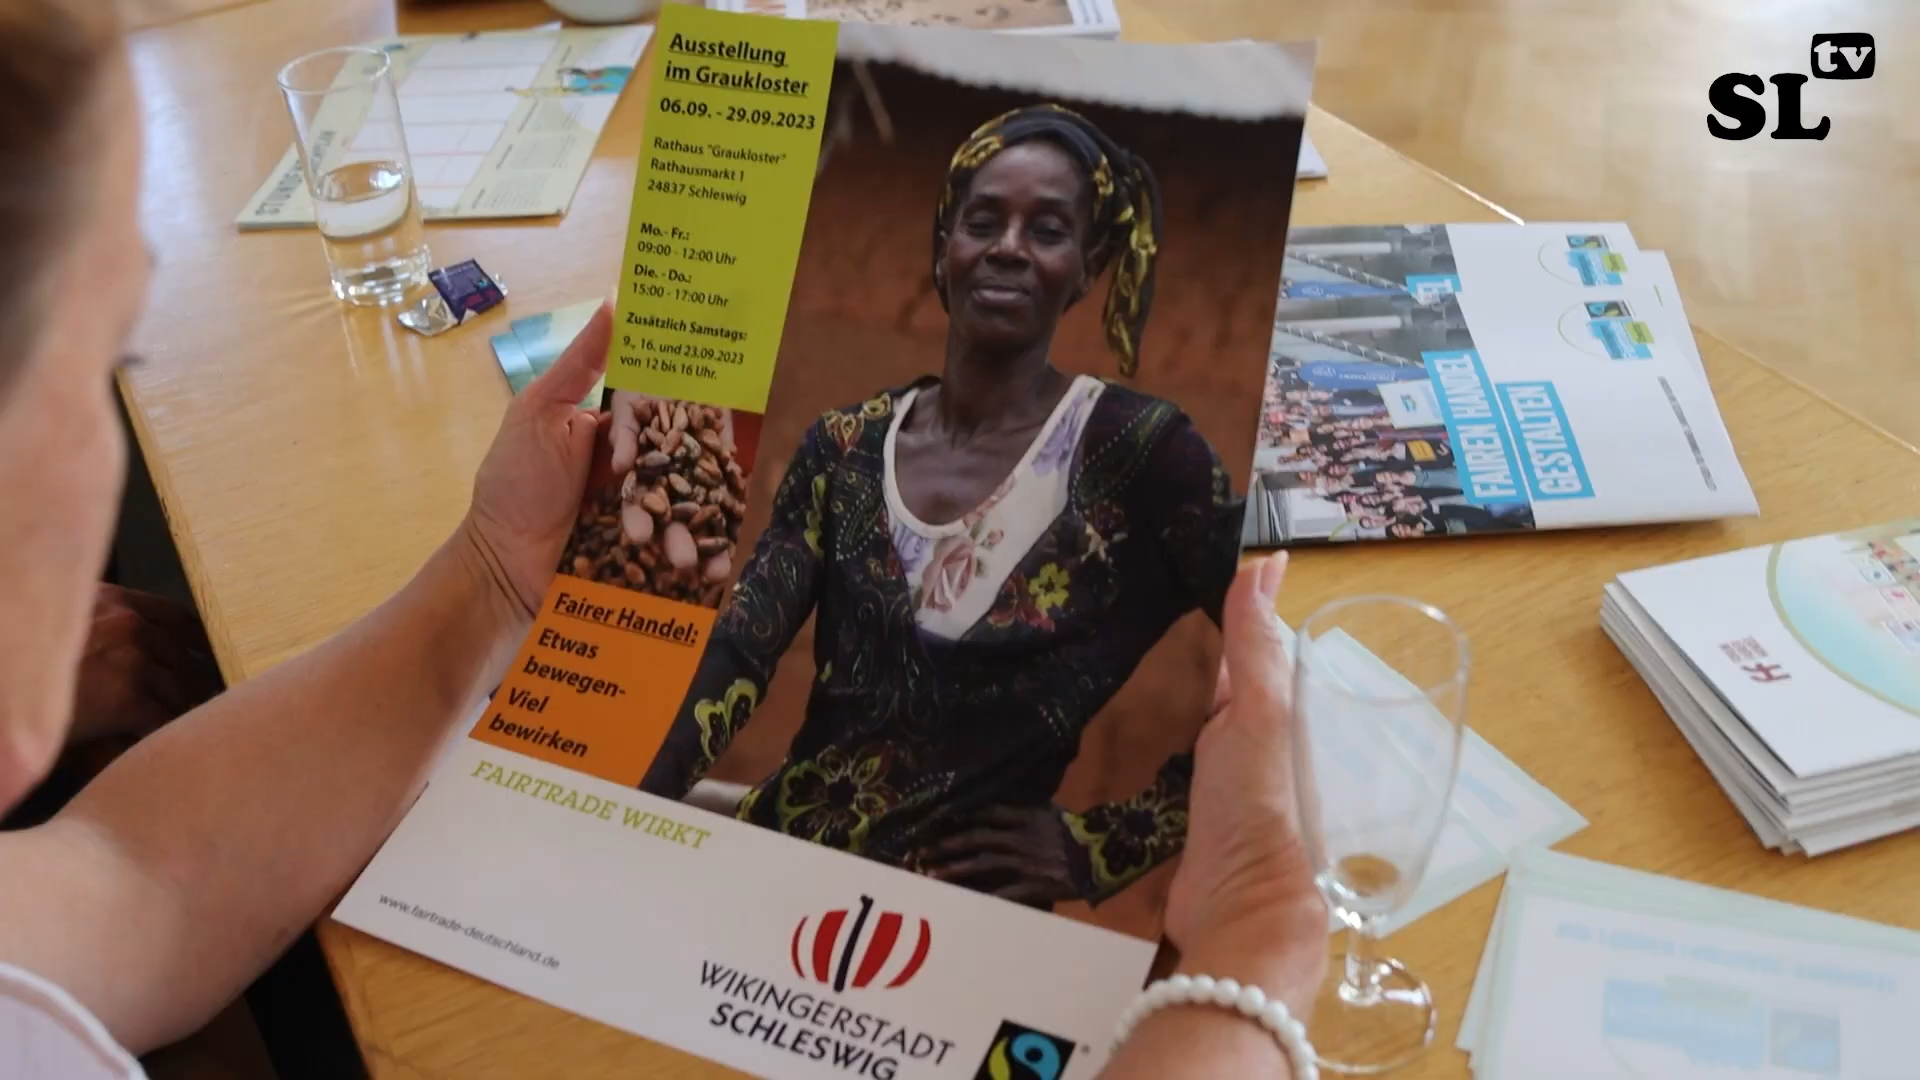 SL tv
Ausstellung
im Graukloster
06.09. - 29.09.2023
Rathaus "Graukloster"
Rathausmarkt 1
24837 Schleswig
Mo.- Fr.:
09:00 - 12:00 Uhr
Die. - Do.:
15:00 - 17:00 Uhr
Zusätzlich Samstags:
9., 16. und 23.09.2023
von 12 bis 16 Uhr.
Fairer Handel:
Etwas
bewegen-
Viel
bewirken
FAIRTRADE WIRKT
www.fairtrade-deutschland.de
WIKINGERSTADT
SCHLESWIG
FAIREN HANDEL
GESTALTEN